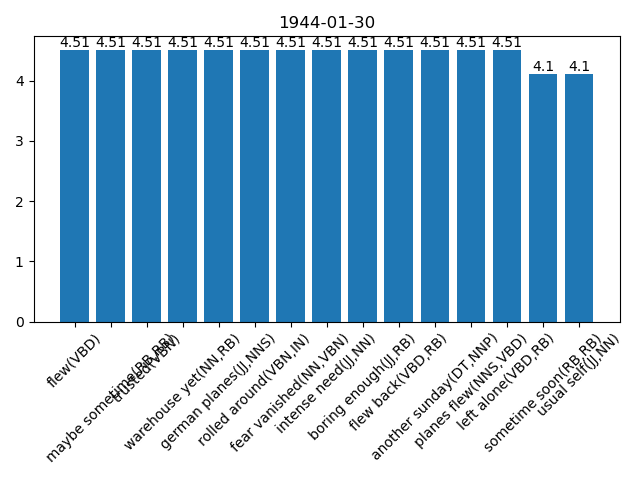 1944-01-30
4.51 4.51 4.51 4.51 4.51 4.51 4.51 4.51 4.51 4.51 4.51 4.51 4.51 4.1 4.1
4
3
2
1
0
flew(VBD)
maybe sometime(RB,RB)
trusted(VBN)
warehouse yet(NN,RB)
german planes(JJ,NNS)
rolled around(VBN,IN)
fear vanished(NN,VBN)
intense need(JJ,NN)
boring enough(JJ,RB)
flew back(VBD,RB)
another sunday(DT,NNP)
planes flew(NNS,VBD)
left alone(VBD,RB)
sometime soon(RB,RB)
usual self(JJ,NN)